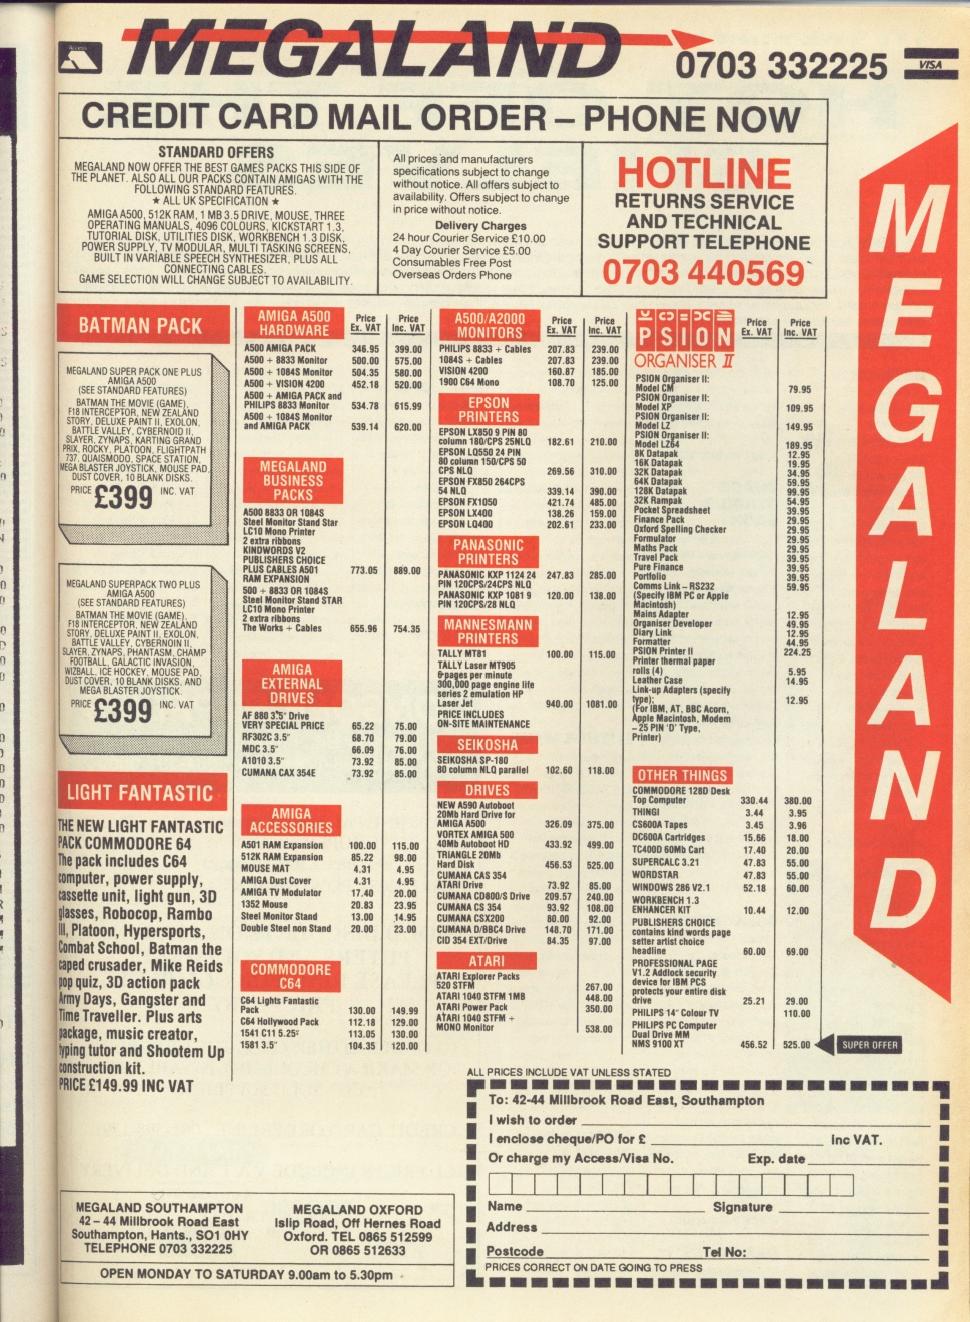 Access
MEGALAND
0703 332225
VISA
CREDIT CARD MAIL ORDER – PHONE NOW
STANDARD OFFERS
MEGALAND NOW OFFER THE BEST GAMES PACKS THIS SIDE OF
THE PLANET. ALSO ALL OUR PACKS CONTAIN AMIGAS WITH THE
FOLLOWING STANDARD FEATURES.
★ ALL UK SPECIFICATION ★
AMIGA A500, 512K RAM, 1 MB 3.5 DRIVE, MOUSE, THREE
OPERATING MANUALS, 4096 COLOURS, KICKSTART 1.3,
TUTORIAL DISK, UTILITIES DISK, WORKBENCH 1.3 DISK,
POWER SUPPLY, TV MODULAR, MULTI TASKING SCREENS,
BUILT IN VARIABLE SPEECH SYNTHESIZER, PLUS ALL
CONNECTING CABLES.
GAME SELECTION WILL CHANGE SUBJECT TO AVAILABILITY.
All prices and manufacturers
specifications subject to change
without notice. All offers subject to
availability. Offers subject to change
in price without notice.
Delivery Charges
24 hour Courier Service £10.00
4 Day Courier Service £5.00
Consumables Free Post
Overseas Orders Phone
HOTLINE
RETURNS SERVICE
AND TECHNICAL
SUPPORT TELEPHONE
0703 440569
BATMAN PACK
MEGALAND SUPER PACK ONE PLUS
AMIGA A500
(SEE STANDARD FEATURES)
BATMAN THE MOVIE (GAME),
F18 INTERCEPTOR, NEW ZEALAND
STORY, DELUXE PAINT II, EXOLON,
BATTLE VALLEY, CYBERNOID II,
SLAYER, ZYNAPS, KARTING GRAND
PRIX, ROCKY, PLATOON, FLIGHTPATH
737, QUAISMODO, SPACE STATION,
MEGA BLASTER JOYSTICK, MOUSE PAD,
DUST COVER, 10 BLANK DISKS.
PRICE £399 INC. VAT
MEGALAND SUPERPACK TWO PLUS
AMIGA A500
(SEE STANDARD FEATURES)
BATMAN THE MOVIE (GAME),
F18 INTERCEPTOR, NEW ZEALAND
STORY, DELUXE PAINT II, EXOLON,
BATTLE VALLEY, CYBERNOIN II,
SLAYER, ZYNAPS, PHANTASM, CHAMP
FOOTBALL, GALACTIC INVASION,
WIZBALL, ICE HOCKEY, MOUSE PAD,
DUST COVER, 10 BLANK DISKS, AND
MEGA BLASTER JOYSTICK.
PRICE £399 INC. VAT
LIGHT FANTASTIC
THE NEW LIGHT FANTASTIC
PACK COMMODORE 64
The pack includes C64
computer, power supply,
cassette unit, light gun, 3D
glasses, Robocop, Rambo
III, Platoon, Hypersports,
Combat School, Batman the
caped crusader, Mike Reids
pop quiz, 3D action pack
Army Days, Gangster and
Time Traveller. Plus arts
package, music creator,
typing tutor and Shootem Up
construction kit.
PRICE £149.99 INC VAT
AMIGA A500 HARDWARE Price Ex. VAT Price Inc. VAT
A500 AMIGA PACK 346.95 399.00
A500 + 8833 Monitor 500.00 575.00
A500 + 1084S Monitor 504.35 580.00
A500 + VISION 4200 452.18 520.00
A500 + AMIGA PACK and
PHILIPS 8833 Monitor 534.78 615.99
A500 + 1084S Monitor
and AMIGA PACK 539.14 620.00
MEGALAND
BUSINESS
PACKS
A500 8833 OR 1084S
Steel Monitor Stand Star
LC10 Mono Printer
2 extra ribbons
KINDWORDS V2
PUBLISHERS CHOICE
PLUS CABLES A501
RAM EXPANSION 773.05 889.00
500 + 8833 OR 1084S
Steel Monitor Stand STAR
LC10 Mono Printer
2 extra ribbons
The Works + Cables 655.96 754.35
AMIGA
EXTERNAL
DRIVES
AF 880 3.5" Drive
VERY SPECIAL PRICE 65.22 75.00
RF302C 3.5" 68.70 79.00
MDC 3.5" 66.09 76.00
A1010 3.5" 73.92 85.00
CUMANA CAX 354E 73.92 85.00
AMIGA
ACCESSORIES
A501 RAM Expansion 100.00 115.00
512K RAM Expansion 85.22 98.00
MOUSE MAT 4.31 4.95
AMIGA Dust Cover 4.31 4.95
AMIGA TV Modulator 17.40 20.00
1352 Mouse 20.83 23.95
Steel Monitor Stand 13.00 14.95
Double Steel non Stand 20.00 23.00
COMMODORE
C64
C64 Lights Fantastic
Pack 130.00 149.99
C64 Hollywood Pack 112.18 129.00
1541 C11 5.25" 113.05 130.00
1581 3.5" 104.35 120.00
A500/A2000 MONITORS Price Ex. VAT Price Inc. VAT
PHILIPS 8833 + Cables 207.83 239.00
1084S + Cables 207.83 239.00
VISION 4200 160.87 185.00
1900 C64 Mono 108.70 125.00
EPSON
PRINTERS
EPSON LX850 9 PIN 80
column 180/CPS 25NLQ 182.61 210.00
EPSON LQ550 24 PIN
80 column 150/CPS 50
CPS NLQ 269.56 310.00
EPSON FX850 264CPS
54 NLQ 339.14 390.00
EPSON FX1050 421.74 485.00
EPSON LX400 138.26 159.00
EPSON LQ400 202.61 233.00
PANASONIC
PRINTERS
PANASONIC KXP 1124 24 247.83 285.00
PIN 120CPS/24CPS NLQ
PANASONIC KXP 1081 9 120.00 138.00
PIN 120CPS/28 NLQ
MANNESMANN
PRINTERS
TALLY MT81 100.00 115.00
TALLY Laser MT905
6 pages per minute
300,000 page engine life
series 2 emulation HP
Laser Jet 940.00 1081.00
PRICE INCLUDES
ON-SITE MAINTENANCE
SEIKOSHA
SEIKOSHA SP-180
80 column NLQ parallel 102.60 118.00
DRIVES
NEW A590 Autoboot
20Mb Hard Drive for
AMIGA A500 326.09 375.00
VORTEX AMIGA 500
40Mb Autoboot HD 433.92 499.00
TRIANGLE 20Mb
Hard Disk 456.53 525.00
CUMANA CAS 354
ATARI Drive 73.92 85.00
CUMANA CD800/S Drive 209.57 240.00
CUMANA CS 354 93.92 108.00
CUMANA CSX200 80.00 92.00
CUMANA D/BBC4 Drive 148.70 171.00
CID 354 EXT/Drive 84.35 97.00
ATARI
ATARI Explorer Packs
520 STFM 267.00
ATARI 1040 STFM 1MB 448.00
ATARI Power Pack 350.00
ATARI 1040 STFM +
MONO Monitor 538.00
PSION
ORGANISER II
Price Ex. VAT Price Inc. VAT
PSION Organiser II:
Model CM 79.95
PSION Organiser II:
Model XP 109.95
PSION Organiser II:
Model LZ 149.95
PSION Organiser II:
Model LZ64 189.95
8K Datapak 12.95
16K Datapak 19.95
32K Datapak 34.95
64K Datapak 59.95
128K Datapak 99.95
32K Rampak 54.95
Pocket Spreadsheet 39.95
Finance Pack 29.95
Oxford Spelling Checker 29.95
Formulator 29.95
Maths Pack 29.95
Travel Pack 39.95
Pure Finance 39.95
Portfolio 39.95
Comms Link – RS232 59.95
(Specify IBM PC or Apple
Macintosh)
Mains Adapter 12.95
Organiser Developer 49.95
Diary Link 12.95
Formatter 44.95
PSION Printer II 224.25
Printer thermal paper
rolls (4) 5.95
Leather Case 14.95
Link-up Adapters (specify
type); 12.95
(For IBM, AT, BBC Acorn,
Apple Macintosh, Modem
– 25 PIN 'D' Type,
Printer)
OTHER THINGS
COMMODORE 128D Desk
Top Computer 330.44 380.00
THINGI 3.44 3.95
CS600A Tapes 3.45 3.96
DC600A Cartridges 15.66 18.00
TC400D 60Mb Cart 17.40 20.00
SUPERCALC 3.21 47.83 55.00
WORDSTAR 47.83 55.00
WINDOWS 286 V2.1 52.18 60.00
WORKBENCH 1.3
ENHANCER KIT 10.44 12.00
PUBLISHERS CHOICE
contains kind words page
setter artist choice
headline 60.00 69.00
PROFESSIONAL PAGE
V1.2 Addlock security
device for IBM PCS
protects your entire disk
drive 25.21 29.00
PHILIPS 14" Colour TV 110.00
PHILIPS PC Computer
Dual Drive MM
NMS 9100 XT 456.52 525.00
SUPER OFFER
MEGALAND
ALL PRICES INCLUDE VAT UNLESS STATED
To: 42-44 Millbrook Road East, Southampton
I wish to order
I enclose cheque/PO for £ Inc VAT.
Or charge my Access/Visa No. Exp. date
Name Signature
Address
Postcode Tel No:
PRICES CORRECT ON DATE GOING TO PRESS
MEGALAND SOUTHAMPTON
42 – 44 Millbrook Road East
Southampton, Hants., SO1 0HY
TELEPHONE 0703 332225
MEGALAND OXFORD
Islip Road, Off Hernes Road
Oxford. TEL 0865 512599
OR 0865 512633
OPEN MONDAY TO SATURDAY 9.00am to 5.30pm